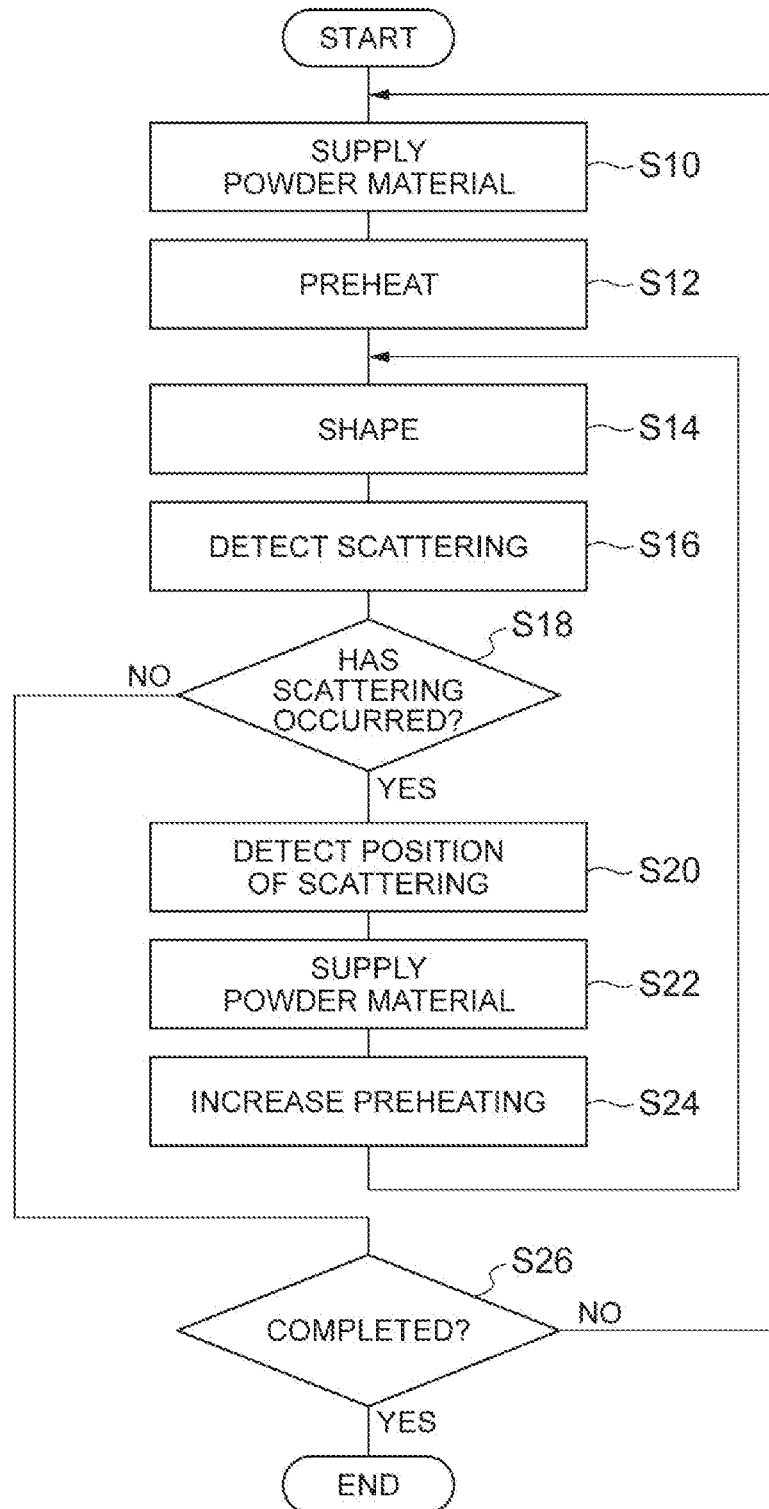 START
SUPPLY
POWDER MATERIAL
S10
PREHEAT
S12
SHAPE
S14
DETECT SCATTERING
S16
S18
HAS
SCATTERING
OCCURRED?
NO
YES
DETECT POSITION
OF SCATTERING
S20
SUPPLY
POWDER MATERIAL
S22
INCREASE PREHEATING
S24
S26
COMPLETED?
NO
YES
END